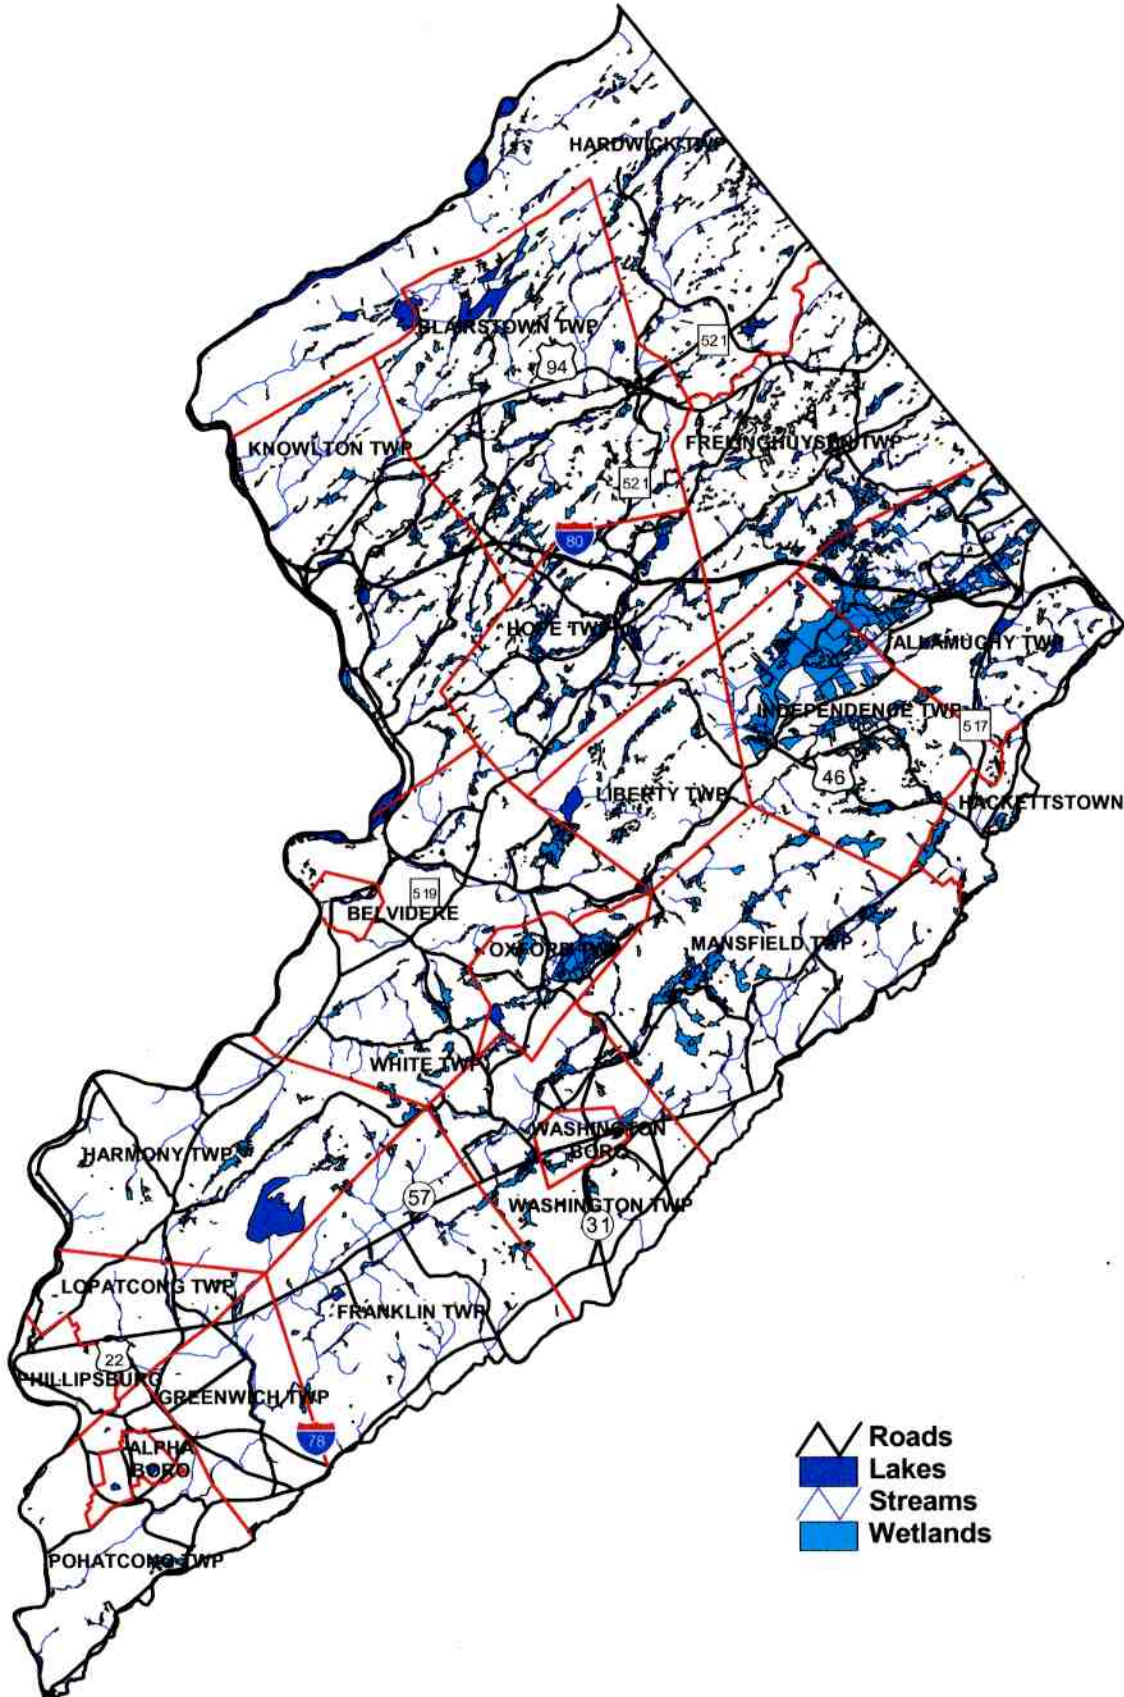 HARDWICK TWP
BLAIRSTOWN TWP
521
94
KNOWLTON TWP
FRELINGHUYSEN TWP
521
80
HOPE TWP
ALLAMUCHY TWP
INDEPENDENCE TWP
517
46
LIBERTY TWP
HACKETTSTOWN
519
BELVIDERE
OXFORD TWP
MANSFIELD TWP
WHITE TWP
WASHINGTON
BORO
HARMONY TWP
57
WASHINGTON TWP
31
LOPATCONG TWP
FRANKLIN TWP
22
PHILLIPSBURG
GREENWICH TWP
78
ALPHA
BORO
POHATCONG TWP
Roads
Lakes
Streams
Wetlands